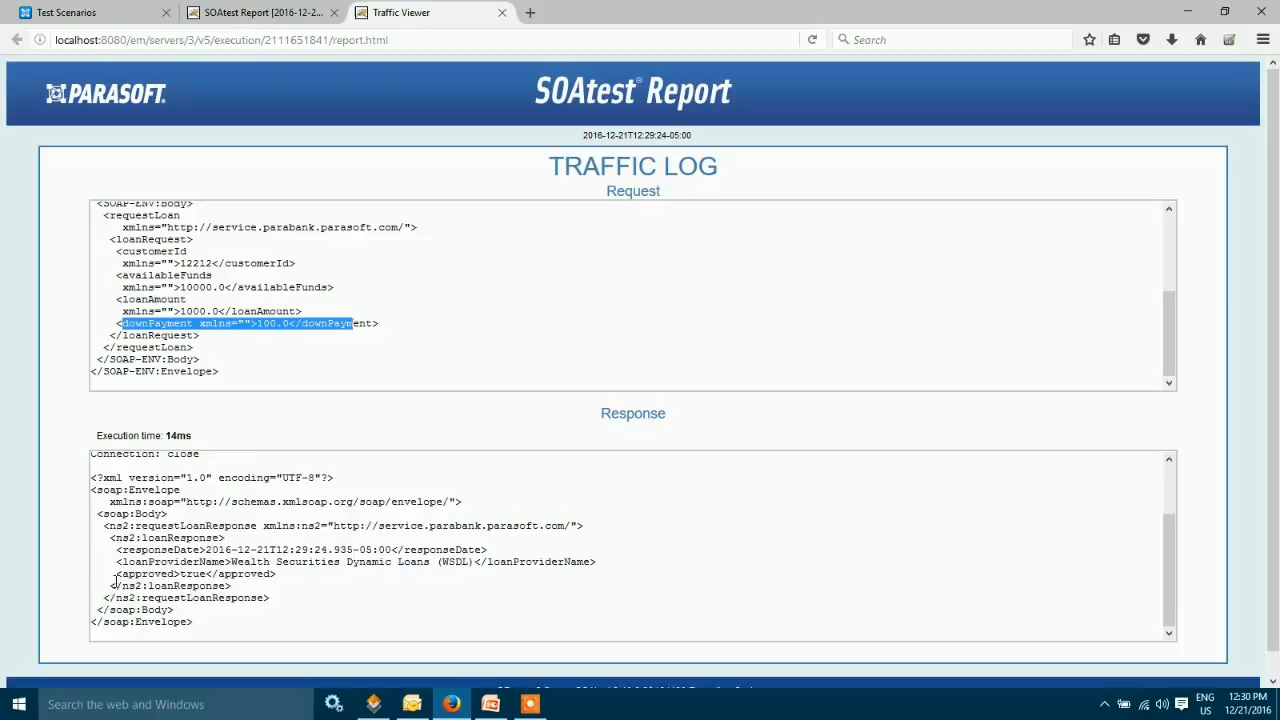 Test Scenarios
SOAtest Report [2016-12-2...
Traffic Viewer
localhost:8080/em/servers/3/v5/execution/2111651841/report.html
Search
PARASOFT.
SOAtest® Report
2016-12-21T12:29:24-05:00
TRAFFIC LOG
Request
<SOAP-ENV:Body>
<requestLoan
xmlns="http://service.parabank.parasoft.com/">
<loanRequest>
<customerId
xmlns="">12212</customerId>
<availableFunds
xmlns="">10000.0</availableFunds>
<loanAmount
xmlns="">1000.0</loanAmount>
<downPayment xmlns="">100.0</downPayment>
</loanRequest>
</requestLoan>
</SOAP-ENV:Body>
</SOAP-ENV:Envelope>
Response
Execution time: 14ms
Connection: close
<?xml version="1.0" encoding="UTF-8"?>
<soap:Envelope
xmlns:soap="http://schemas.xmlsoap.org/soap/envelope/">
<soap:Body>
<ns2:requestLoanResponse xmlns:ns2="http://service.parabank.parasoft.com/">
<ns2:loanResponse>
<responseDate>2016-12-21T12:29:24.935-05:00</responseDate>
<loanProviderName>Wealth Securities Dynamic Loans (WSDL)</loanProviderName>
<approved>true</approved>
</ns2:loanResponse>
</ns2:requestLoanResponse>
</soap:Body>
</soap:Envelope>
Search the web and Windows
ENG
US
12:30 PM
12/21/2016